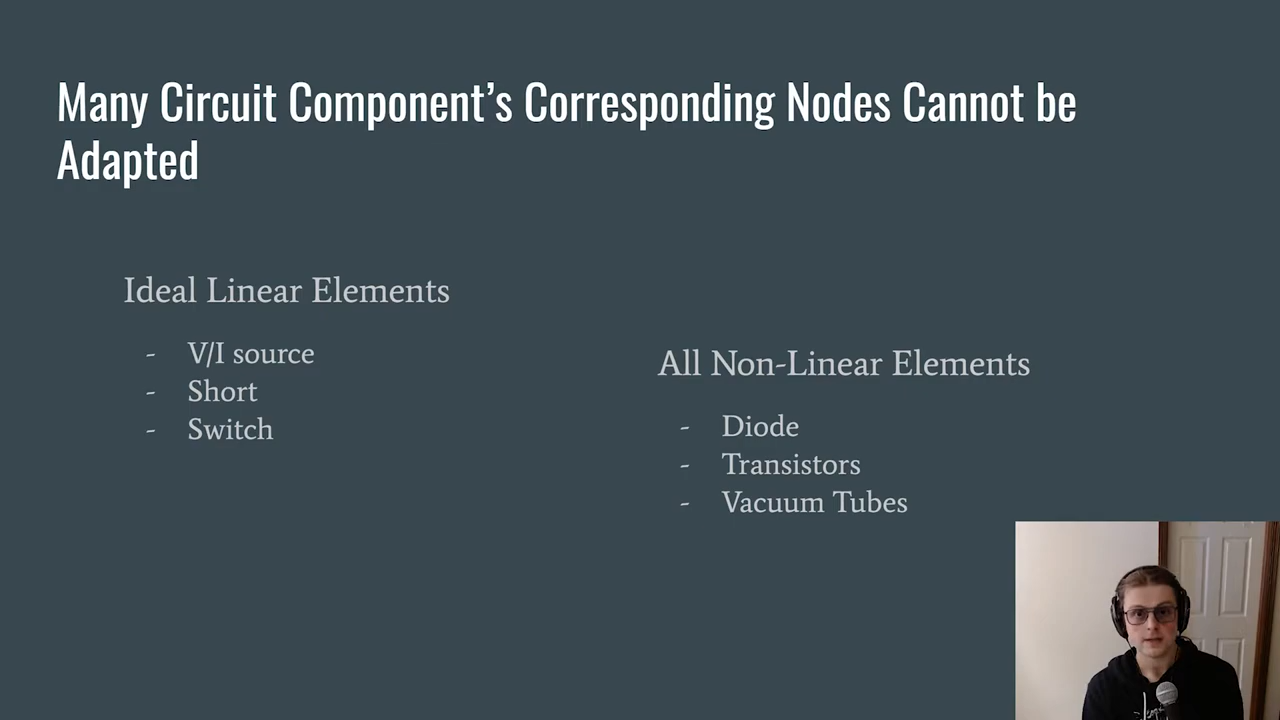 Many Circuit Component’s Corresponding Nodes Cannot be
Adapted
Ideal Linear Elements
- V/I source
- Short
- Switch
All Non-Linear Elements
- Diode
- Transistors
- Vacuum Tubes